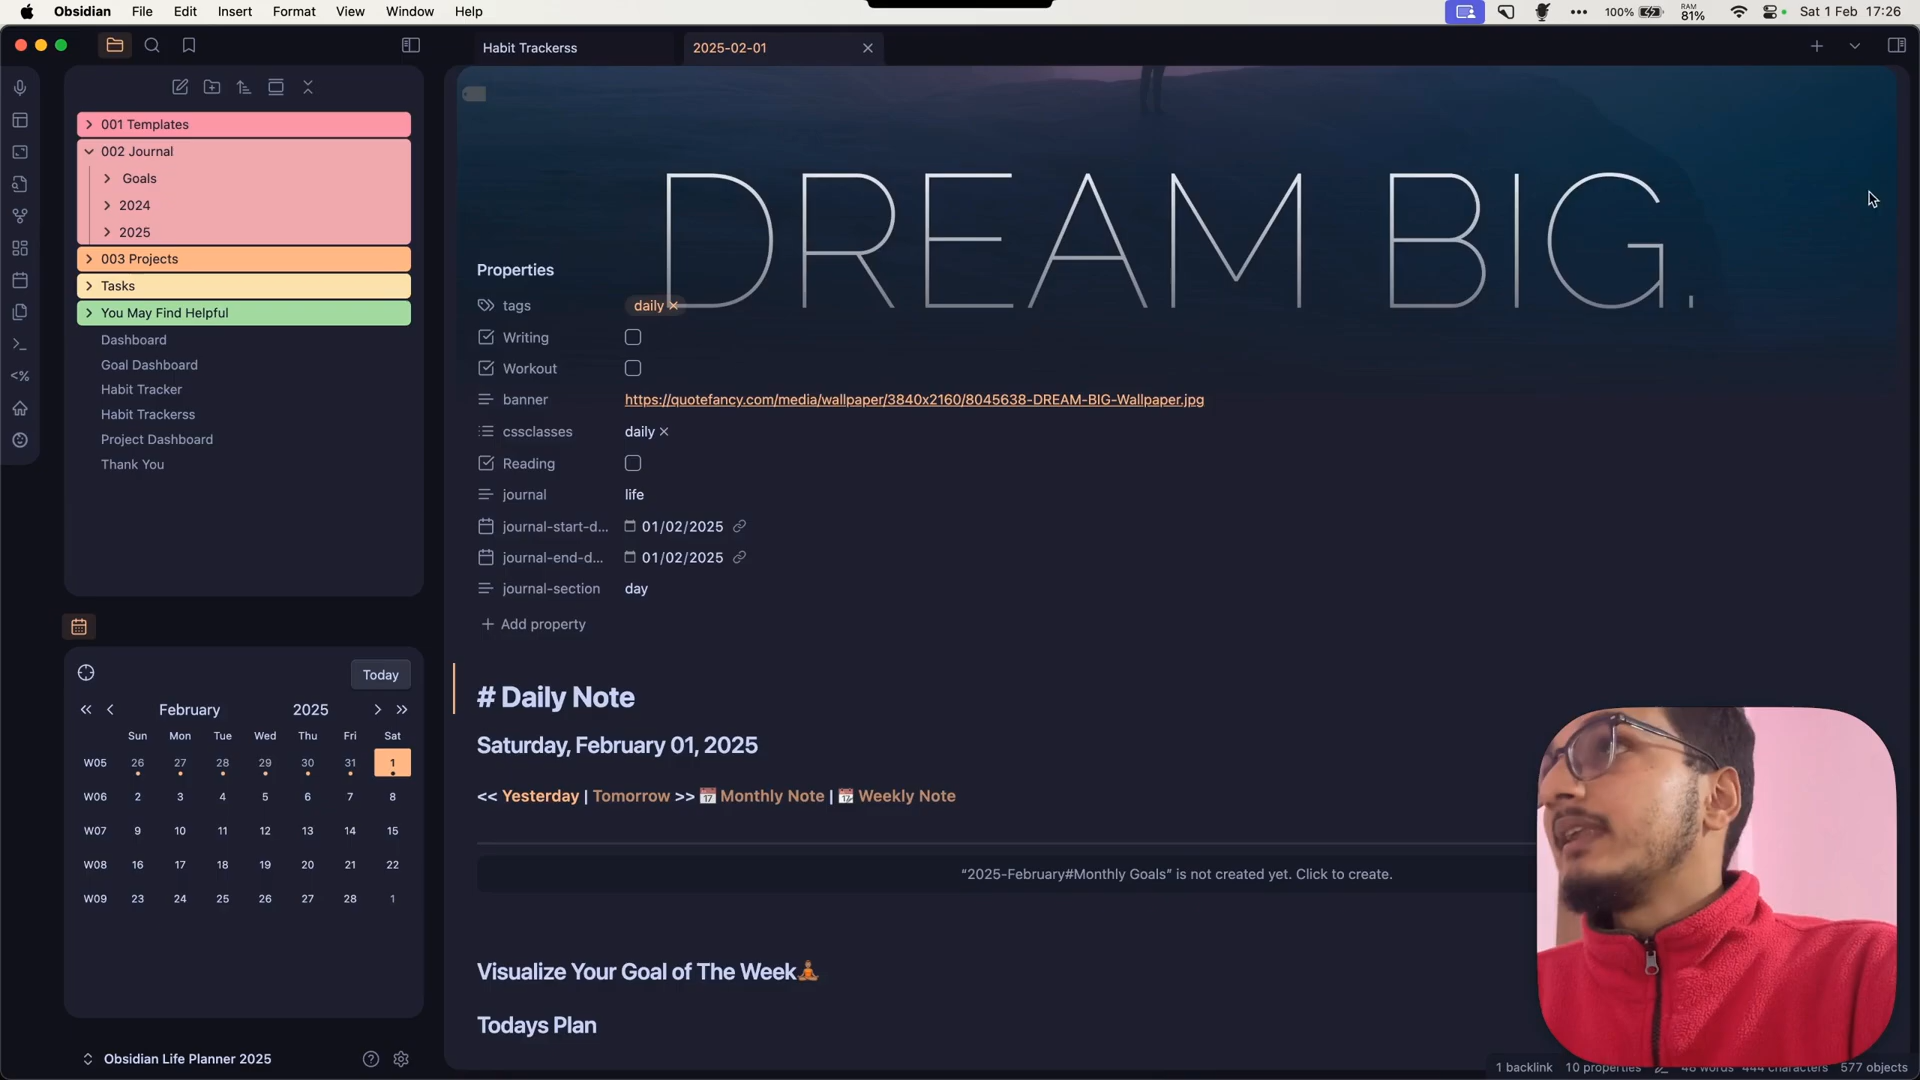 Obsidian File Edit Insert Format View Window Help
100% RAM 81% Sat 1 Feb 17:26
Habit Trackerss
2025-02-01
001 Templates
002 Journal
Goals
2024
2025
003 Projects
Tasks
You May Find Helpful
Dashboard
Goal Dashboard
Habit Tracker
Habit Trackerss
Project Dashboard
Thank You
Today
February 2025
Sun Mon Tue Wed Thu Fri Sat
W05 26 27 28 29 30 31 1
W06 2 3 4 5 6 7 8
W07 9 10 11 12 13 14 15
W08 16 17 18 19 20 21 22
W09 23 24 25 26 27 28 1
Obsidian Life Planner 2025
DREAM BIG.
Properties
tags daily
Writing
Workout
banner https://quotefancy.com/media/wallpaper/3840x2160/8045638-DREAM-BIG-Wallpaper.jpg
cssclasses daily
Reading
journal life
journal-start-d... 01/02/2025
journal-end-d... 01/02/2025
journal-section day
+ Add property
# Daily Note
Saturday, February 01, 2025
<< Yesterday | Tomorrow >> 📅 Monthly Note | 📆 Weekly Note
“2025-February#Monthly Goals” is not created yet. Click to create.
Visualize Your Goal of The Week🧘
Todays Plan
1 backlink 10 properties 48 words 444 characters 577 objects